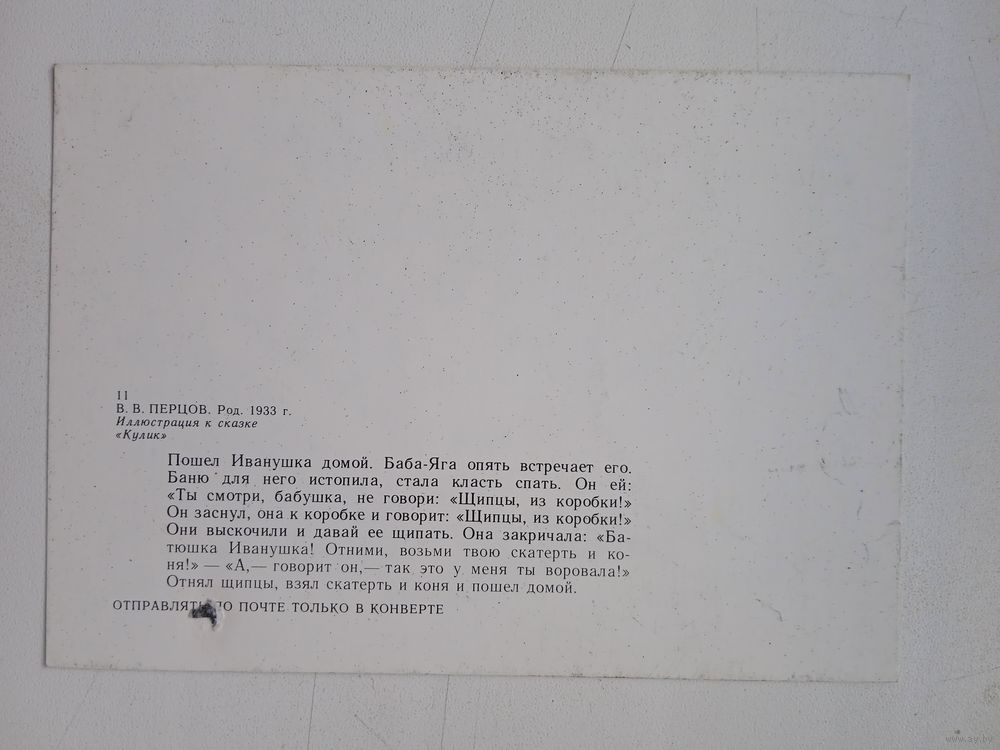 11
В. В. ПЕРЦОВ. Род. 1933 г.
Иллюстрация к сказке
«Кулик»
Пошел Иванушка домой. Баба-Яга опять встречает его.
Баню для него истопила, стала класть спать. Он ей:
«Ты смотри, бабушка, не говори: «Щипцы, из коробки!»
Он заснул, она к коробке и говорит: «Щипцы, из коробки!»
Они выскочили и давай ее щипать. Она закричала: «Ба-
тюшка Иванушка! Отними, возьми твою скатерть и ко-
ня!» — «А,— говорит он,— так это у меня ты воровала!»
Отнял щипцы, взял скатерть и коня и пошел домой.
ОТПРАВЛЯТЬ ПО ПОЧТЕ ТОЛЬКО В КОНВЕРТЕ
www.ay.by